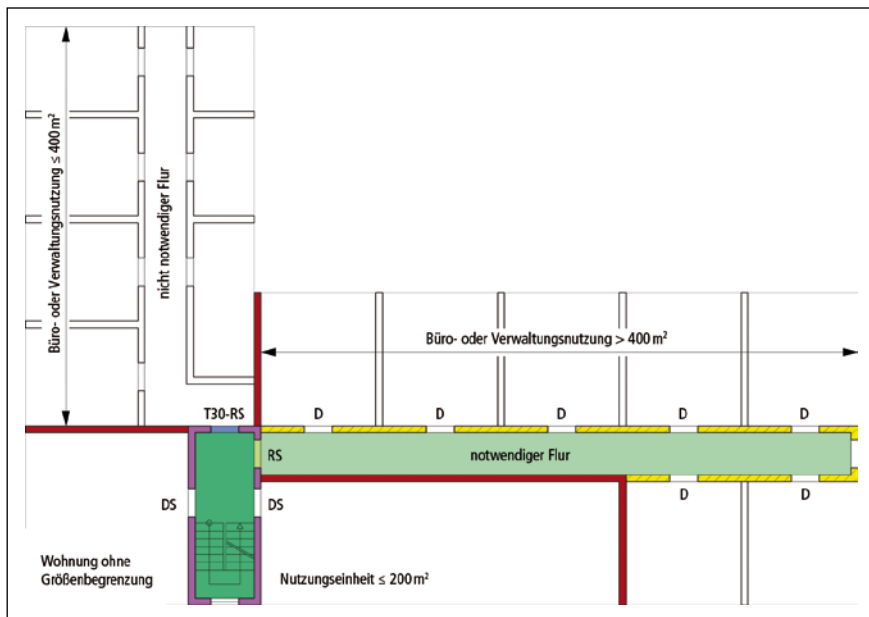 Büro- oder Verwaltungsnutzung ≤ 400 m²
nicht notwendiger Flur
Büro- oder Verwaltungsnutzung > 400 m²
T30-RS
D
D
D
D
D
RS
notwendiger Flur
DS
DS
D
D
Wohnung ohne
Größenbegrenzung
Nutzungseinheit ≤ 200 m²